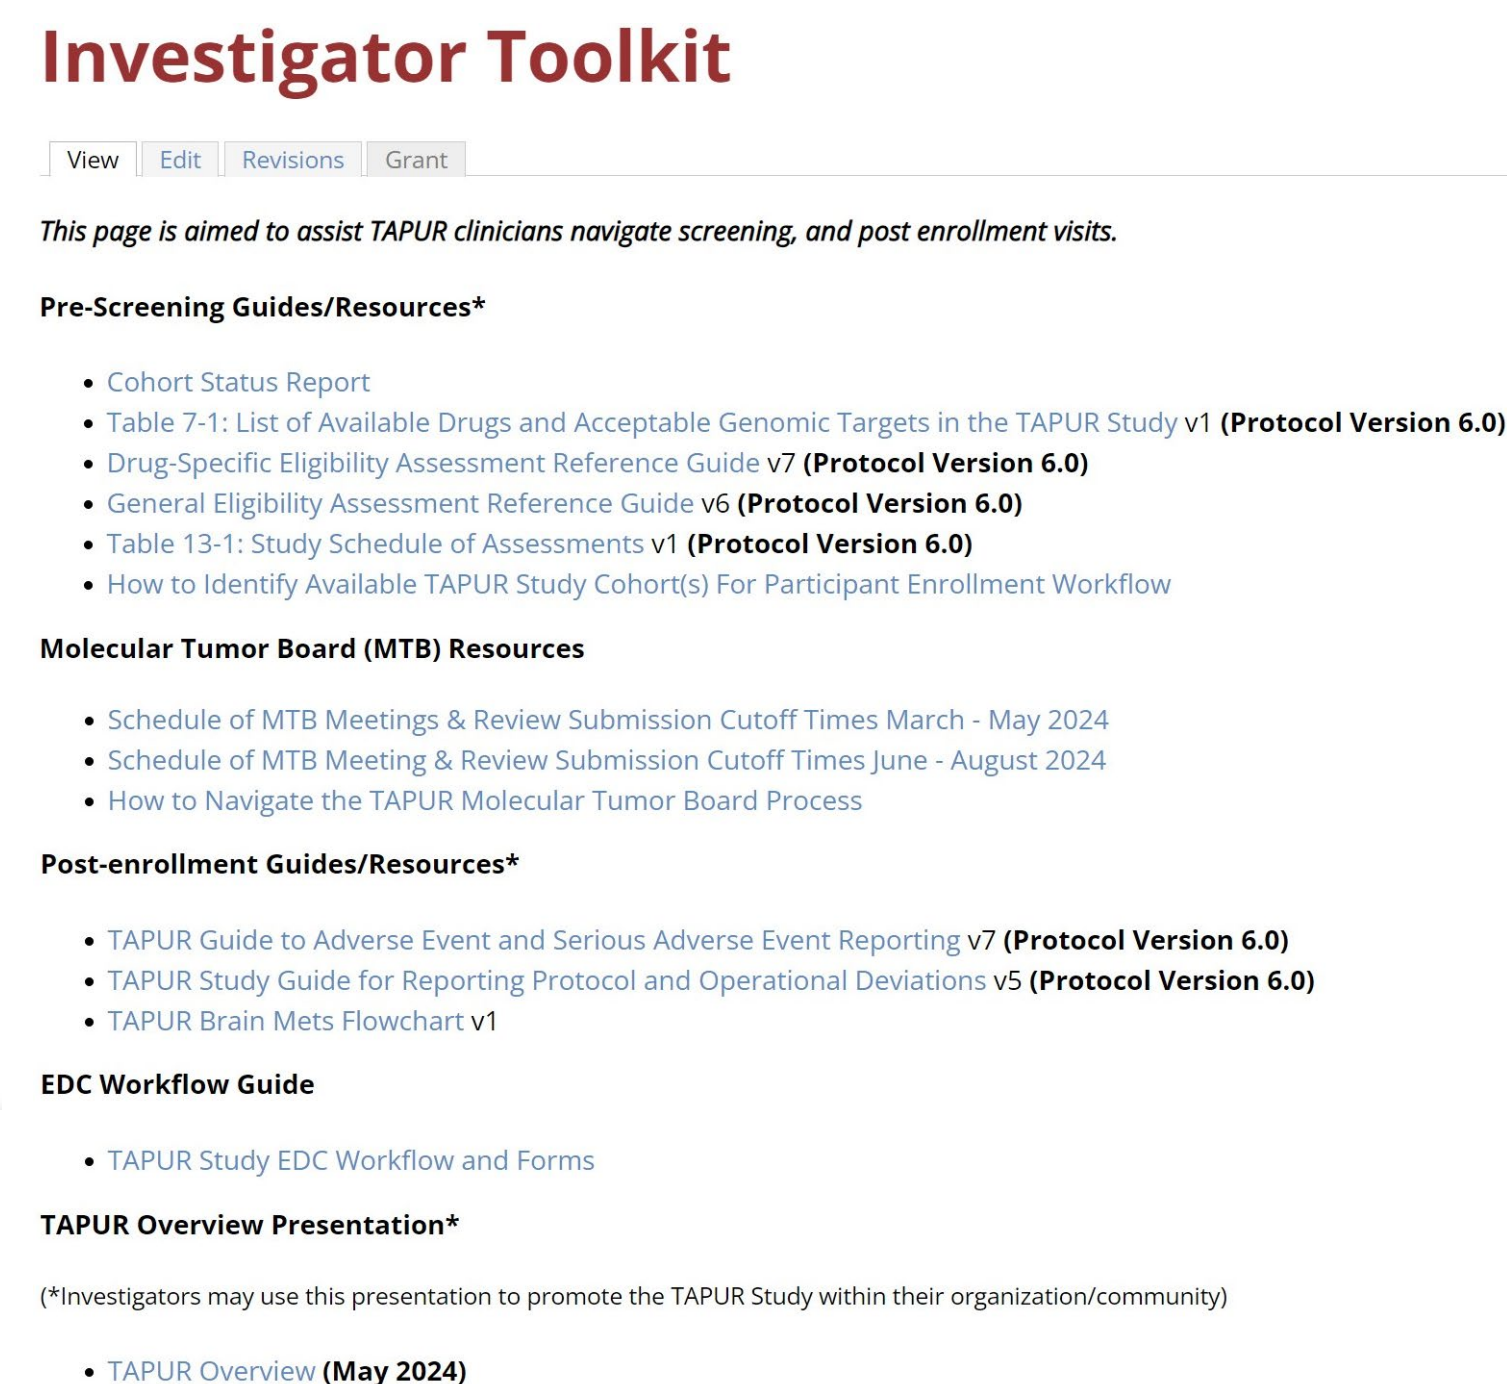 Investigator Toolkit
View
Edit
Revisions
Grant
This page is aimed to assist TAPUR clinicians navigate screening, and post enrollment visits.
Pre-Screening Guides/Resources*
• Cohort Status Report
• Table 7-1: List of Available Drugs and Acceptable Genomic Targets in the TAPUR Study v1 (Protocol Version 6.0)
• Drug-Specific Eligibility Assessment Reference Guide v7 (Protocol Version 6.0)
• General Eligibility Assessment Reference Guide v6 (Protocol Version 6.0)
• Table 13-1: Study Schedule of Assessments v1 (Protocol Version 6.0)
• How to Identify Available TAPUR Study Cohort(s) For Participant Enrollment Workflow
Molecular Tumor Board (MTB) Resources
• Schedule of MTB Meetings & Review Submission Cutoff Times March - May 2024
• Schedule of MTB Meeting & Review Submission Cutoff Times June - August 2024
• How to Navigate the TAPUR Molecular Tumor Board Process
Post-enrollment Guides/Resources*
• TAPUR Guide to Adverse Event and Serious Adverse Event Reporting v7 (Protocol Version 6.0)
• TAPUR Study Guide for Reporting Protocol and Operational Deviations v5 (Protocol Version 6.0)
• TAPUR Brain Mets Flowchart v1
EDC Workflow Guide
• TAPUR Study EDC Workflow and Forms
TAPUR Overview Presentation*
(*Investigators may use this presentation to promote the TAPUR Study within their organization/community)
• TAPUR Overview (May 2024)